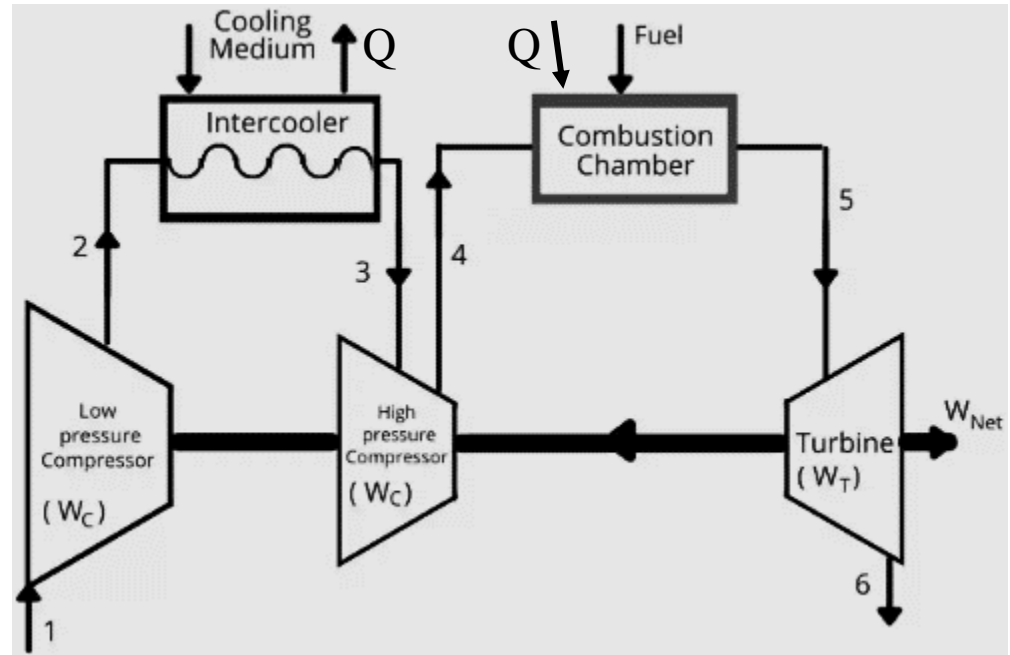 Cooling
Medium
Q
Q
Fuel
Intercooler
Combustion
Chamber
2
3
4
5
Low
pressure
Compressor
(W_C)
High
pressure
Compressor
(W_C)
Turbine
(W_T)
W_Net
1
6